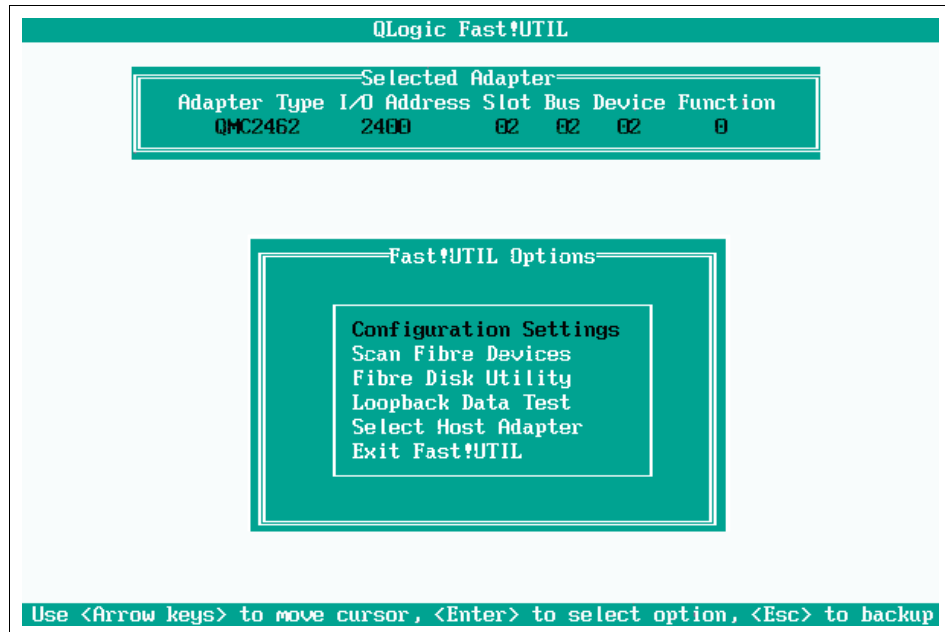 QLogic Fast!UTIL
Selected Adapter
Adapter Type I/O Address Slot Bus Device Function
QMC2462 2400 02 02 02 0
Fast!UTIL Options
Configuration Settings
Scan Fibre Devices
Fibre Disk Utility
Loopback Data Test
Select Host Adapter
Exit Fast!UTIL
Use <Arrow keys> to move cursor, <Enter> to select option, <Esc> to backup